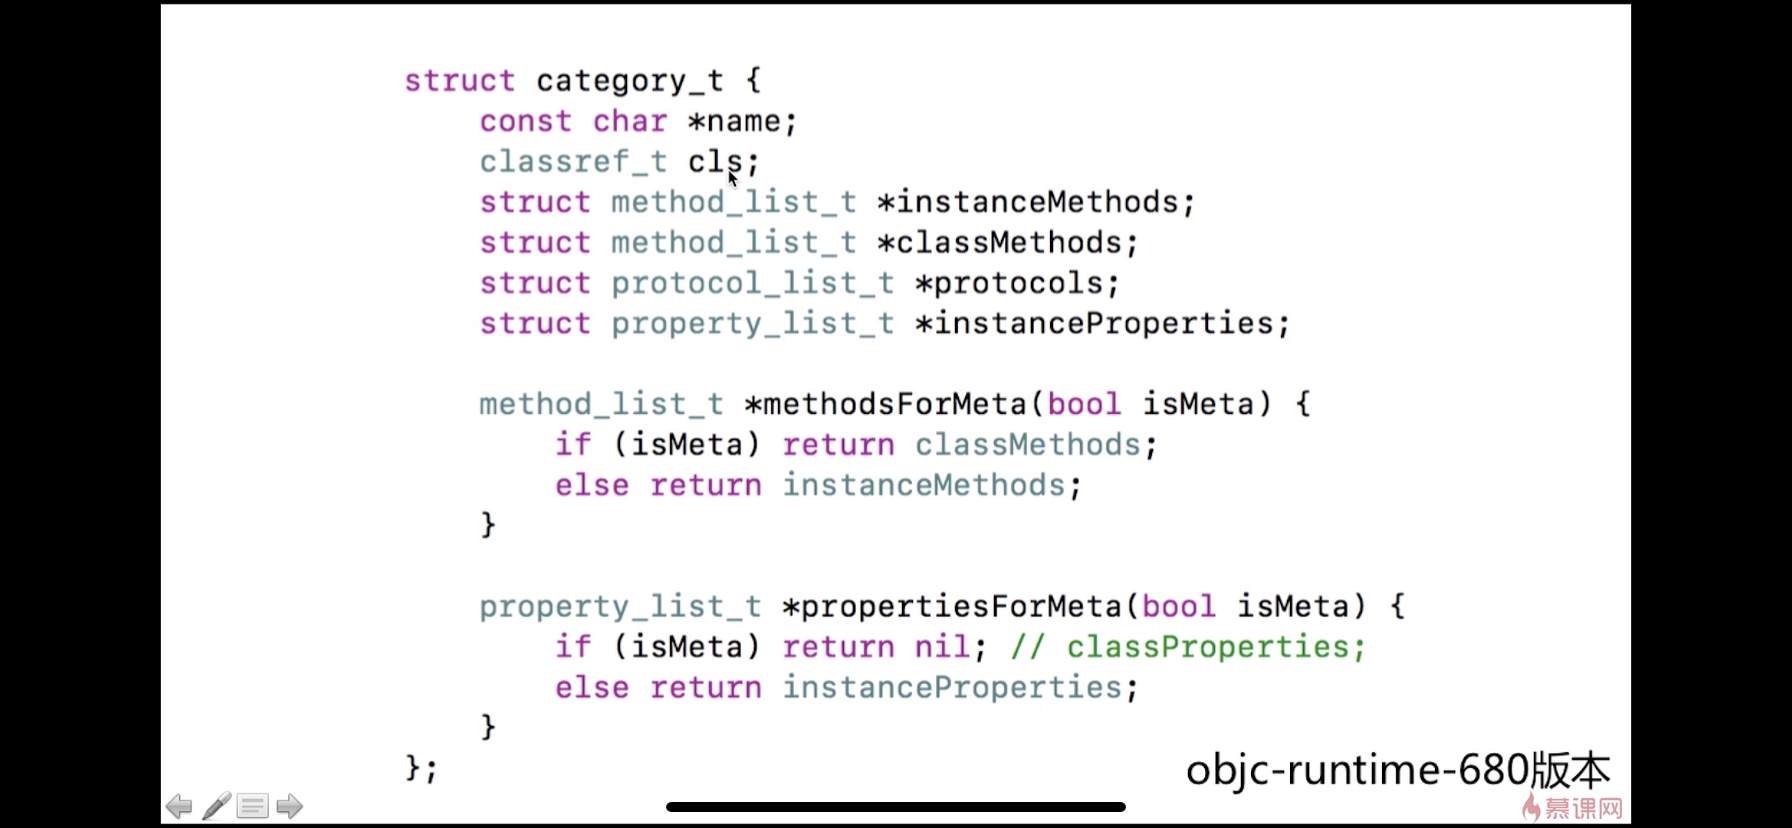 struct category_t {
    const char *name;
    classref_t cls;
    struct method_list_t *instanceMethods;
    struct method_list_t *classMethods;
    struct protocol_list_t *protocols;
    struct property_list_t *instanceProperties;

    method_list_t *methodsForMeta(bool isMeta) {
        if (isMeta) return classMethods;
        else return instanceMethods;
    }

    property_list_t *propertiesForMeta(bool isMeta) {
        if (isMeta) return nil; // classProperties;
        else return instanceProperties;
    }
};
objc-runtime-680版本
慕课网